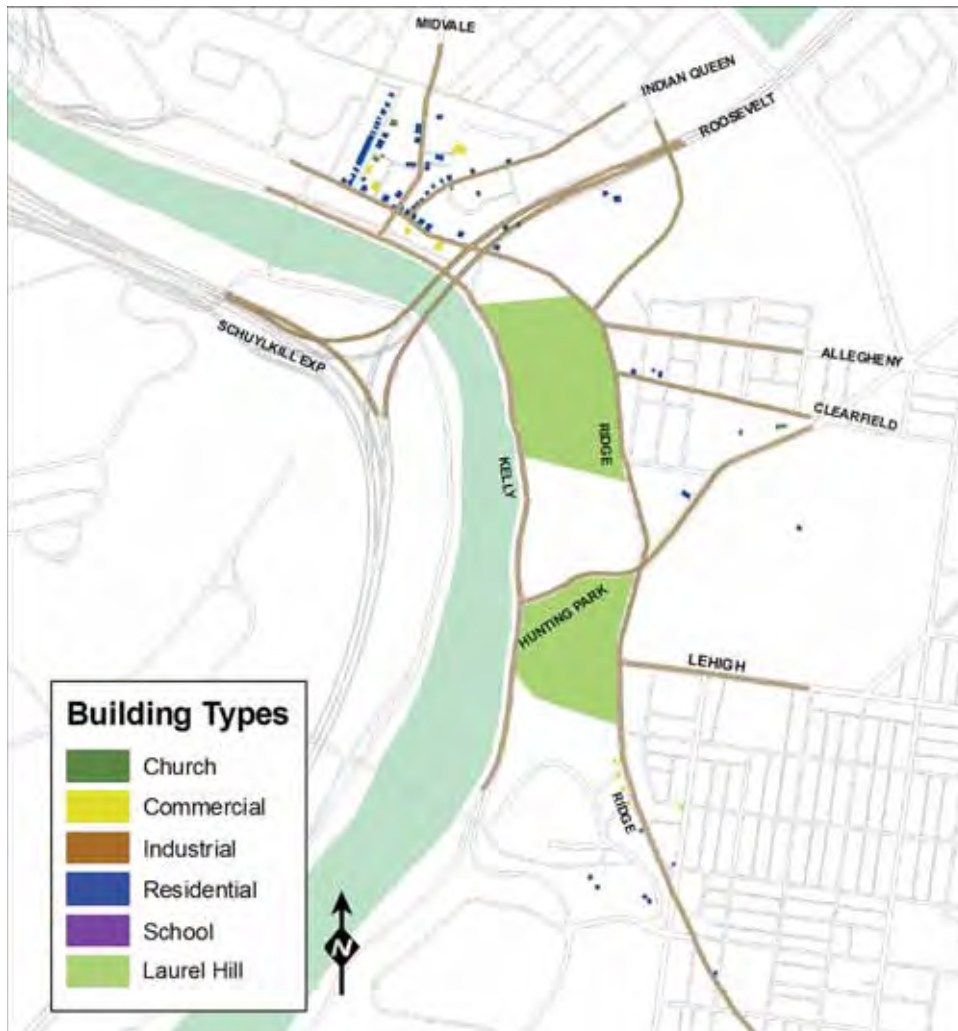 MIDVALE
INDIAN QUEEN
ROOSEVELT
SCHUYLKILL EXP
ALLEGHENY
CLEARFIELD
RIDGE
KELLY
HUNTING PARK
LEHIGH
RIDGE
Building Types
Church
Commercial
Industrial
Residential
School
Laurel Hill
N